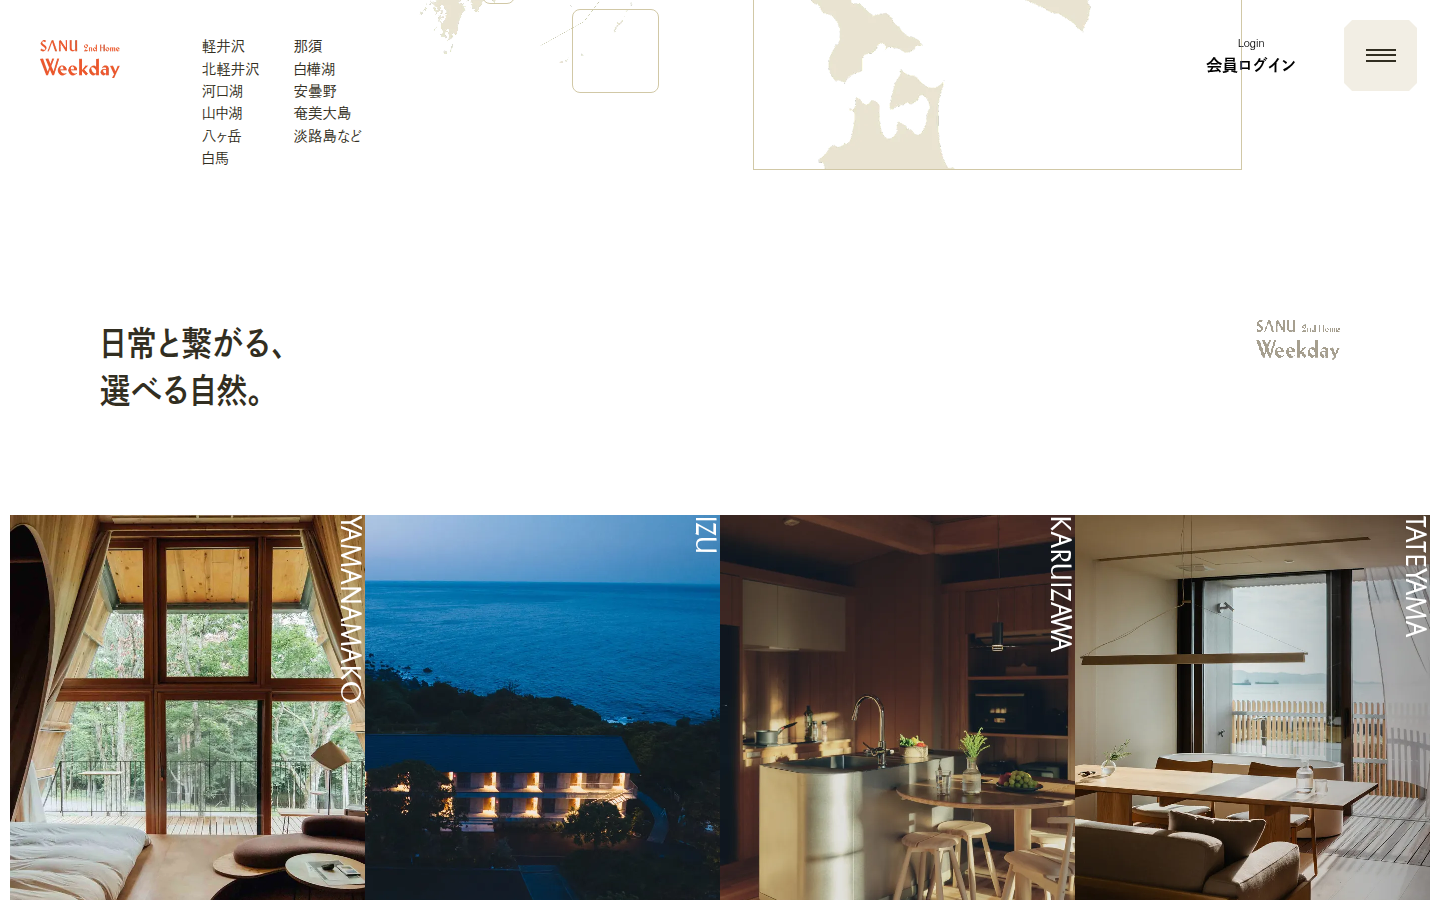 SANU 2nd Home
Weekday
軽井沢
北軽井沢
河口湖
山中湖
八ヶ岳
白馬
那須
白樺湖
安曇野
奄美大島
淡路島など
Login
会員ログイン
日常と繋がる、
選べる自然。
SANU 2nd Home
Weekday
YAMANAMAKO
IZU
KARUIZAWA
TATEYAMA